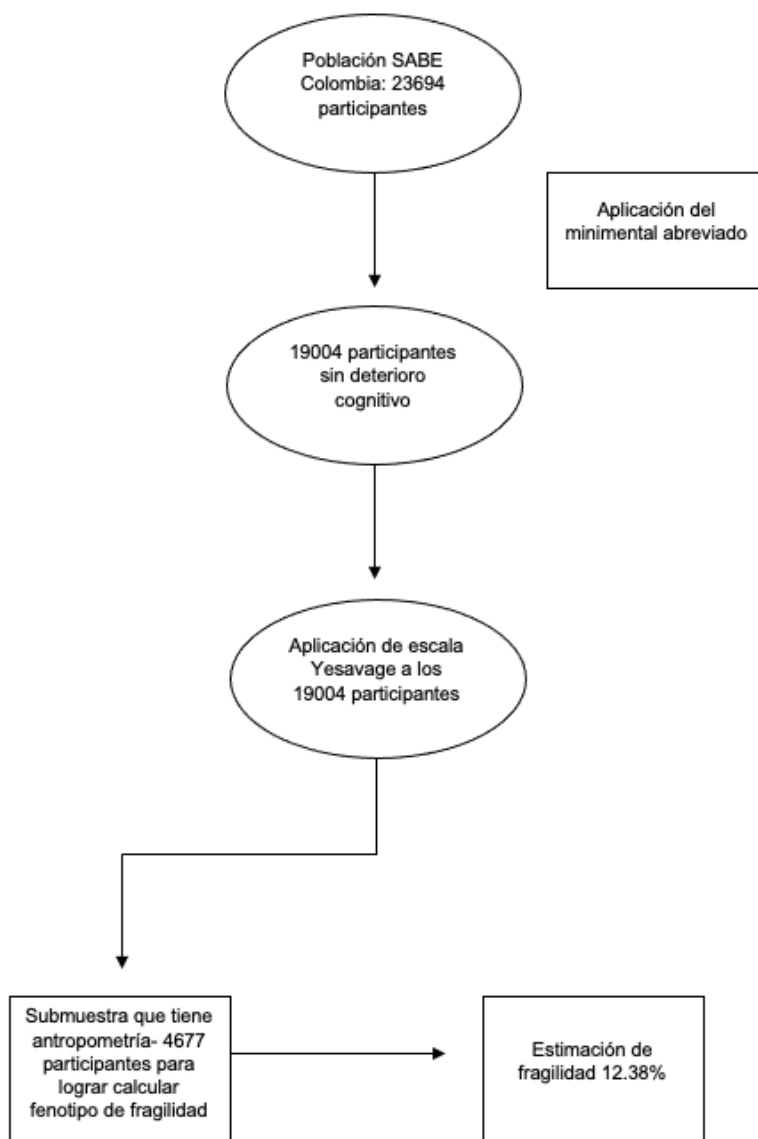 Población SABE
Colombia: 23694
participantes
Aplicación del
minimental abreviado
19004 participantes
sin deterioro
cognitivo
Aplicación de escala
Yesavage a los
19004 participantes
Submuestra que tiene
antropometría- 4677
participantes para
lograr calcular
fenotipo de fragilidad
Estimación de
fragilidad 12.38%